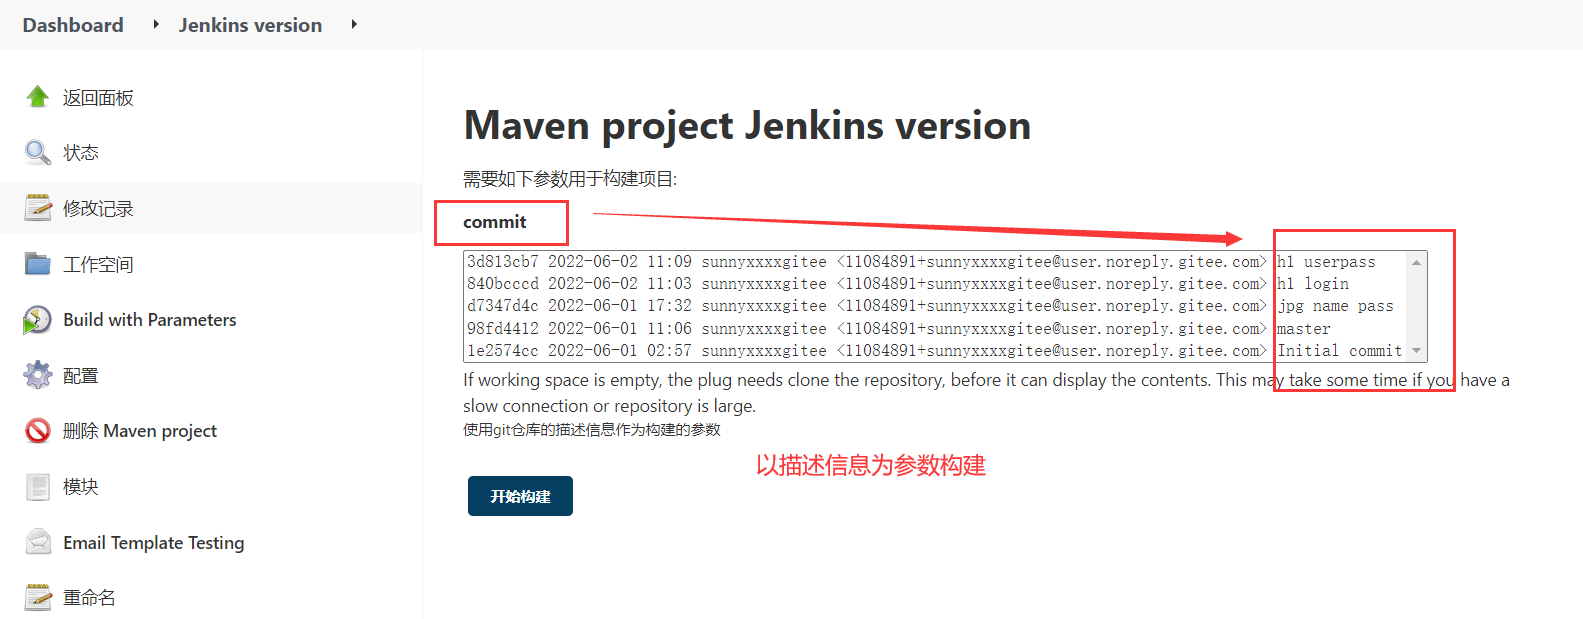 Dashboard
Jenkins version
返回面板
状态
修改记录
工作空间
Build with Parameters
配置
删除 Maven project
模块
Email Template Testing
重命名
Maven project Jenkins version
需要如下参数用于构建项目:
commit
3d813cb7 2022-06-02 11:09 sunnyxxxxgitee <11084891+sunnyxxxxgitee@user.noreply.gitee.com> h1 userpass
840bcccd 2022-06-02 11:03 sunnyxxxxgitee <11084891+sunnyxxxxgitee@user.noreply.gitee.com> h1 login
d7347d4c 2022-06-01 17:32 sunnyxxxxgitee <11084891+sunnyxxxxgitee@user.noreply.gitee.com> jpg name pass
98fd4412 2022-06-01 11:06 sunnyxxxxgitee <11084891+sunnyxxxxgitee@user.noreply.gitee.com> master
1e2574cc 2022-06-01 02:57 sunnyxxxxgitee <11084891+sunnyxxxxgitee@user.noreply.gitee.com> Initial commit
If working space is empty, the plug needs clone the repository, before it can display the contents. This may take some time if you have a
slow connection or repository is large.
使用git仓库的描述信息作为构建的参数
以描述信息为参数构建
开始构建